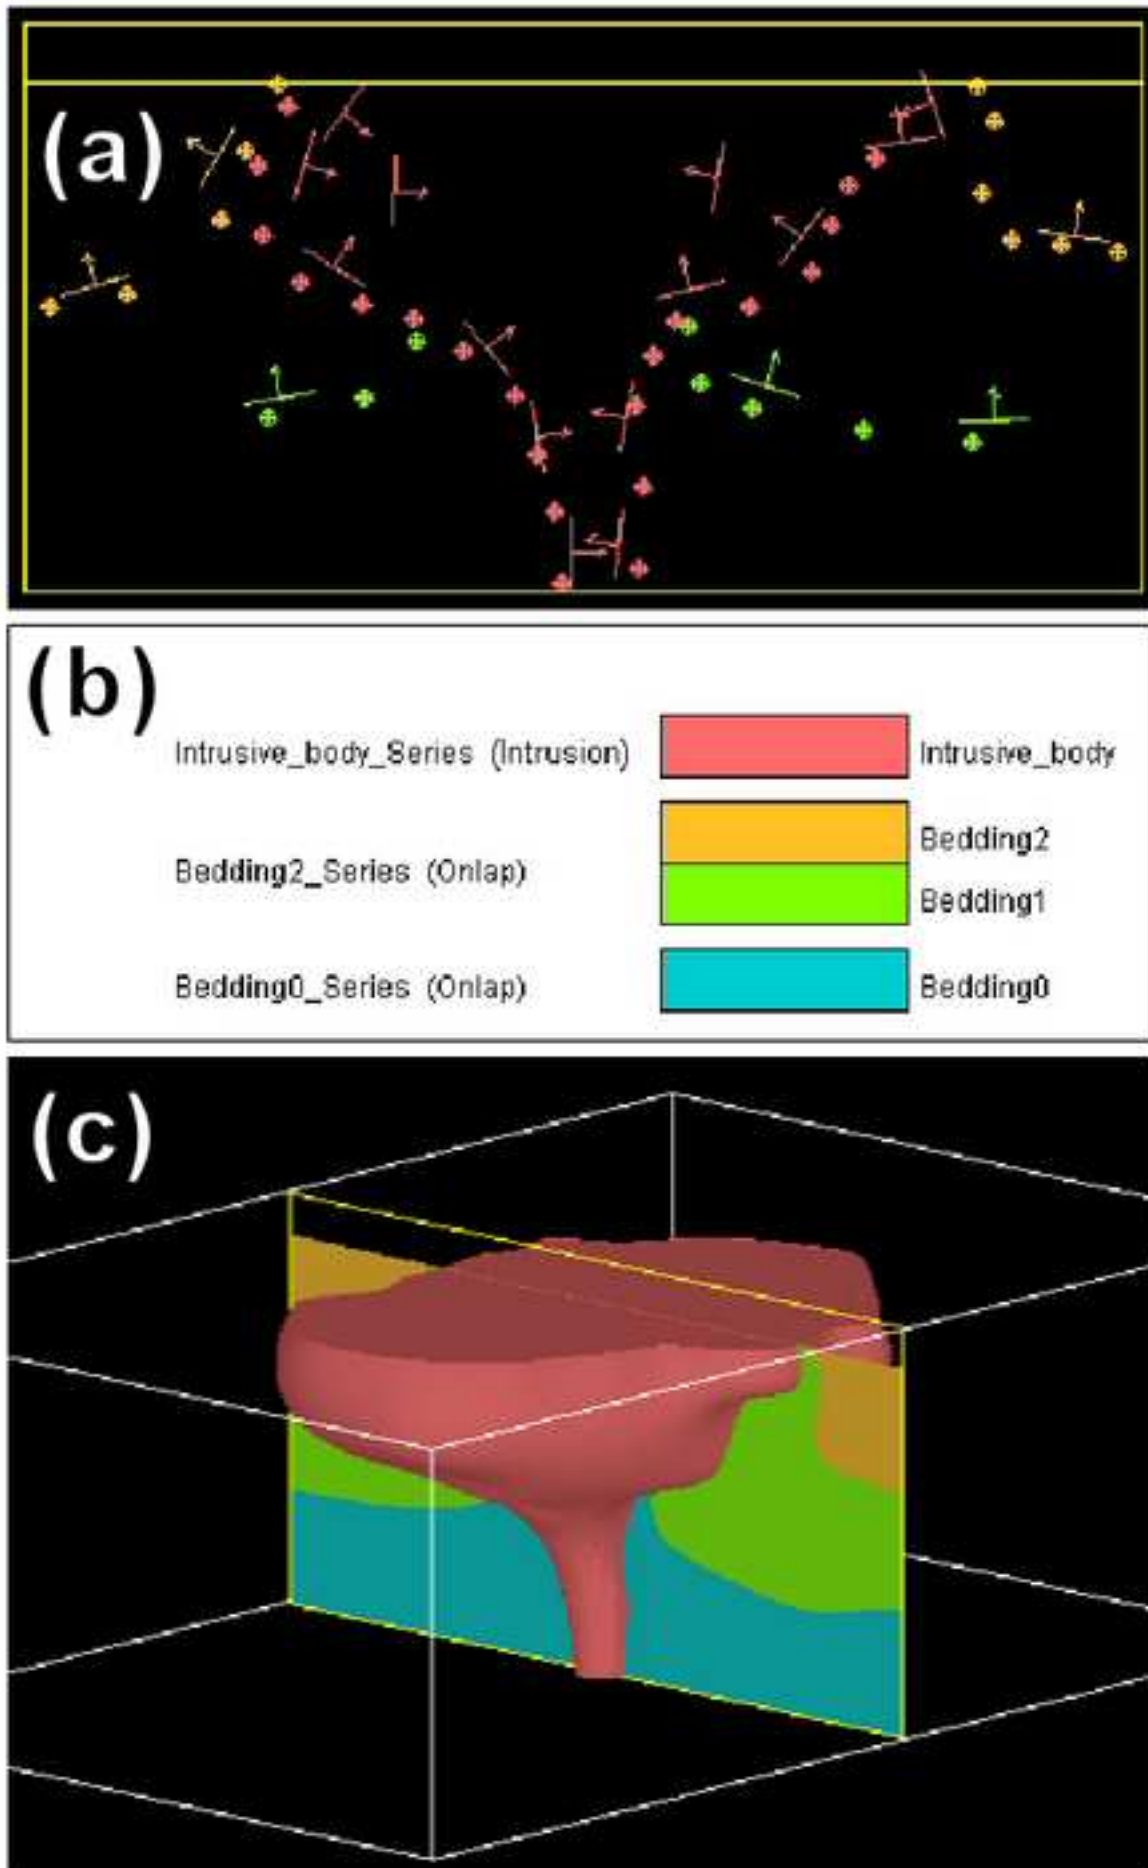 (a)
(b)
Intrusive_body_Series (Intrusion)
Intrusive_body
Bedding2
Bedding2_Series (Onlap)
Bedding1
Bedding0_Series (Onlap)
Bedding0
(c)